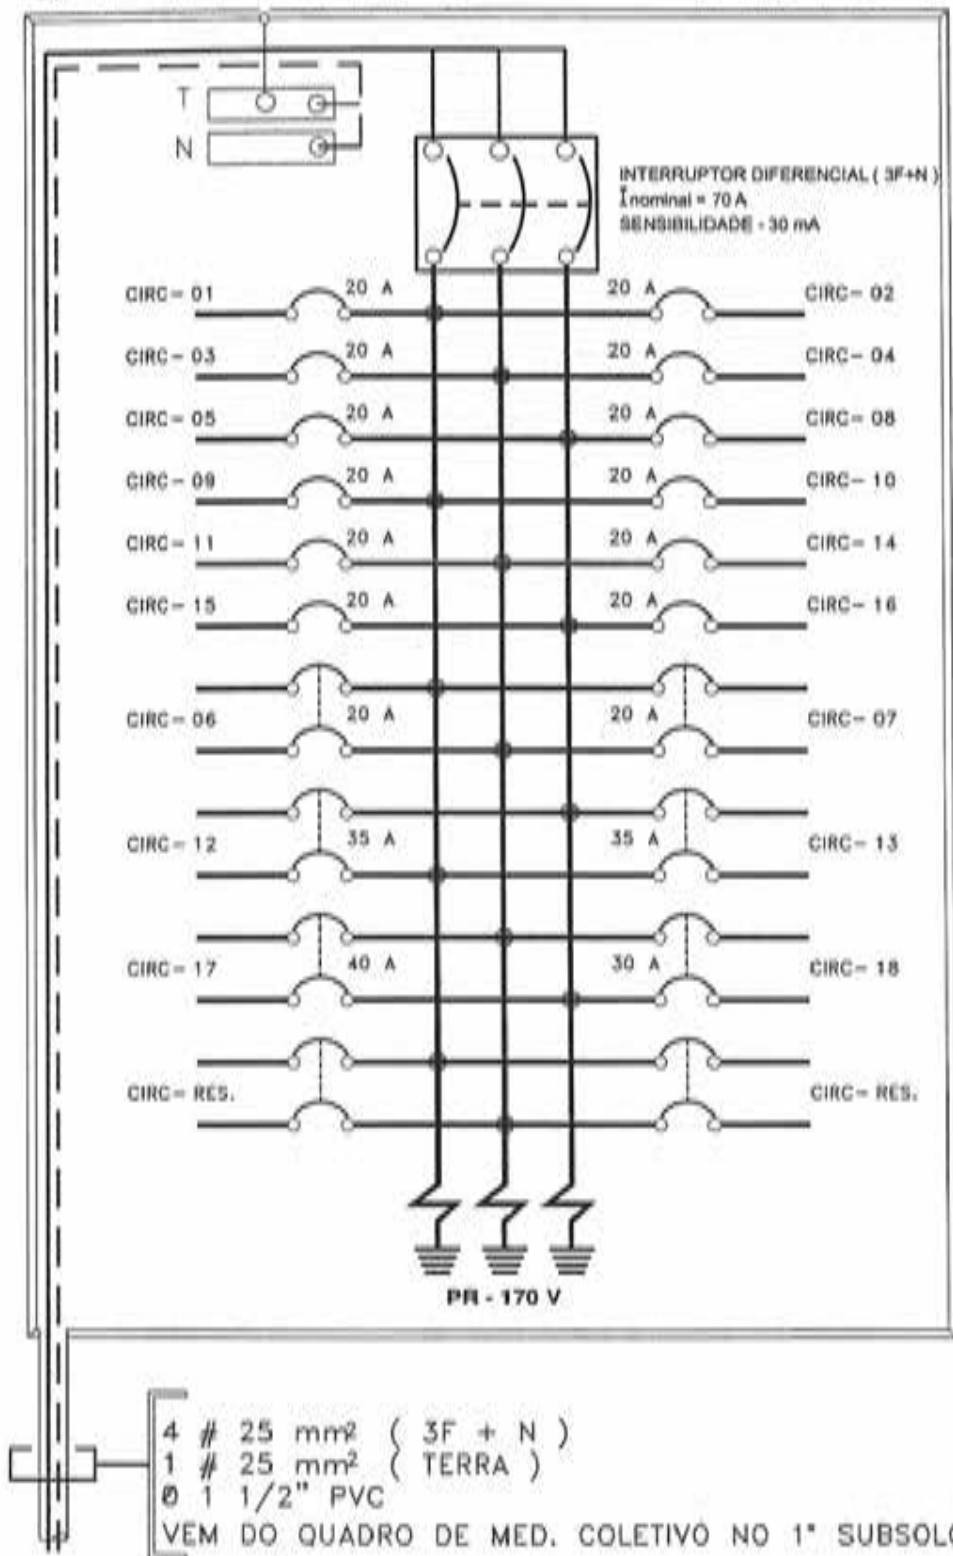 T
N
INTERRUPTOR DIFERENCIAL ( 3F+N )
Inominal = 70 A
SENSIBILIDADE - 30 mA
CIRC- 01 20 A 20 A CIRC- 02
CIRC- 03 20 A 20 A CIRC- 04
CIRC- 05 20 A 20 A CIRC- 08
CIRC- 09 20 A 20 A CIRC- 10
CIRC- 11 20 A 20 A CIRC- 14
CIRC- 15 20 A 20 A CIRC- 16
CIRC- 06 20 A 20 A CIRC- 07
CIRC- 12 35 A 35 A CIRC- 13
CIRC- 17 40 A 30 A CIRC- 18
CIRC- RES. CIRC- RES.
PR - 170 V
4 # 25 mm² ( 3F + N )
1 # 25 mm² ( TERRA )
Ø 1 1/2" PVC
VEM DO QUADRO DE MED. COLETIVO NO 1° SUBSOLO